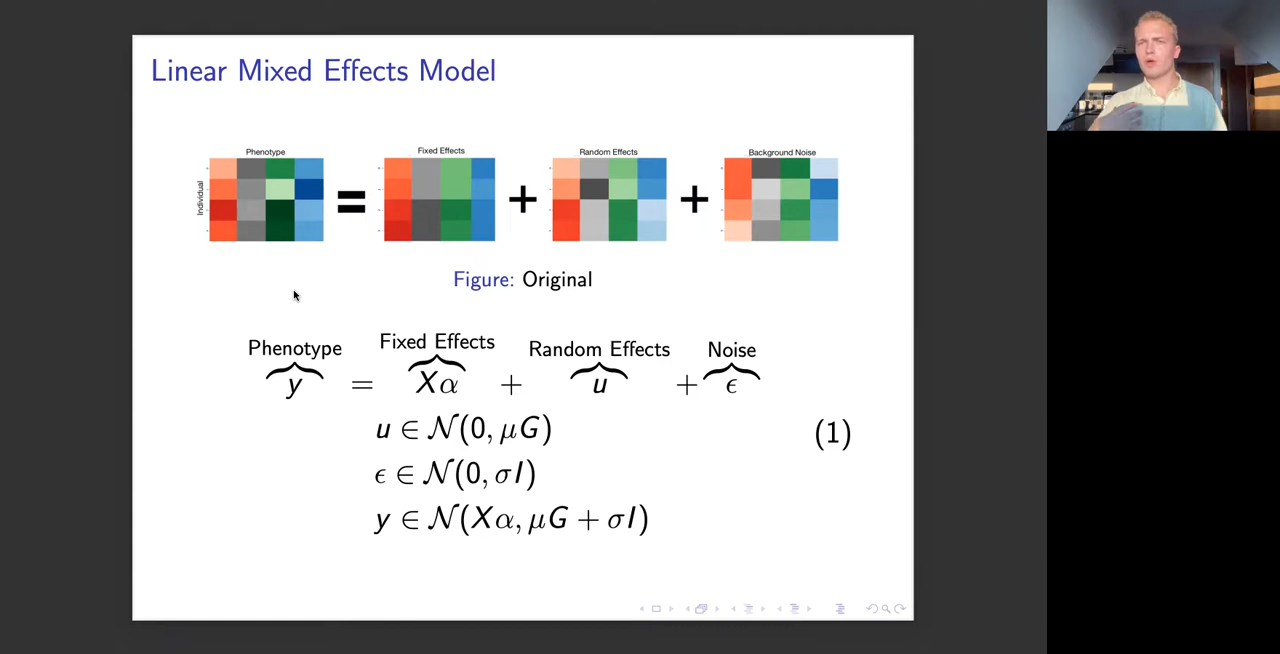 Linear Mixed Effects Model
Phenotype Fixed Effects Random Effects Background Noise
Individual
= + +
Figure: Original
Phenotype Fixed Effects Random Effects Noise
y = Xα + u + ϵ
u ∈ 𝒩(0, μG) (1)
ϵ ∈ 𝒩(0, σI)
y ∈ 𝒩(Xα, μG + σI)